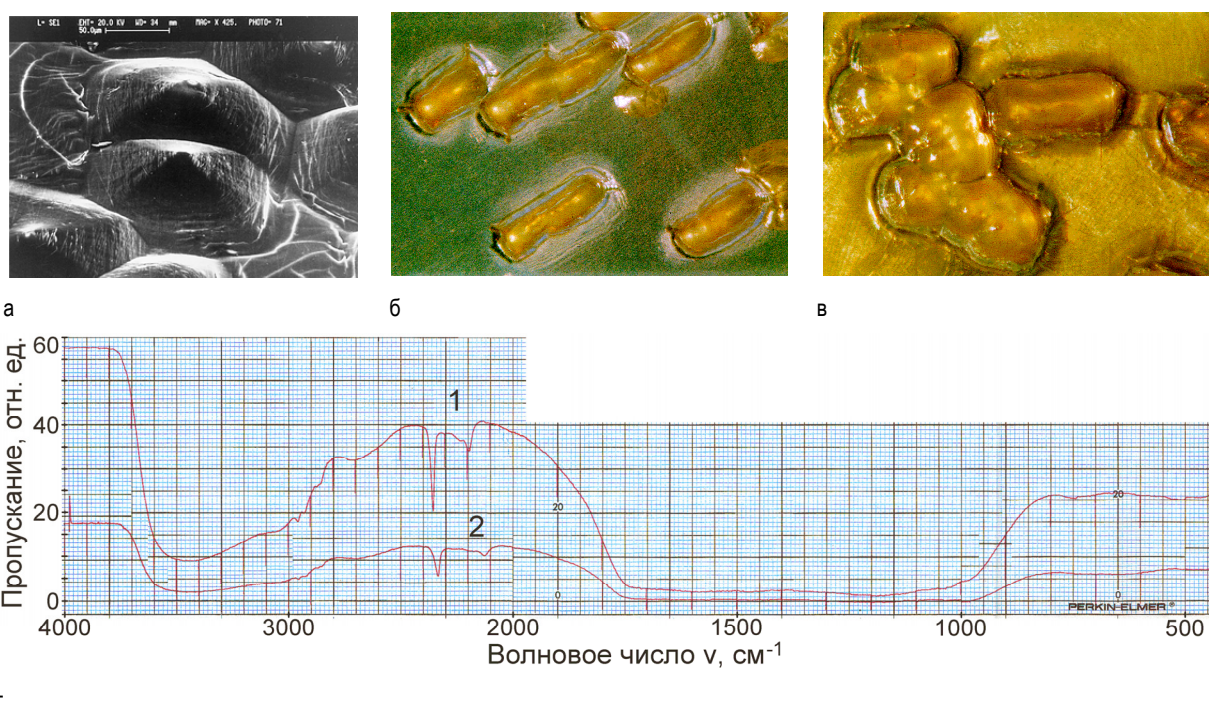 L= SE1 EHT= 20.0 KV WD= 34 mm MAG= X 425. PHOTO= 71
50.0µm
а
б
в
Пропускание, отн. ед.
60
40
20
0
1
2
20
0
20
0
PERKIN-ELMER ®
4000
3000
2000
1500
1000
500
Волновое число ν, см-1